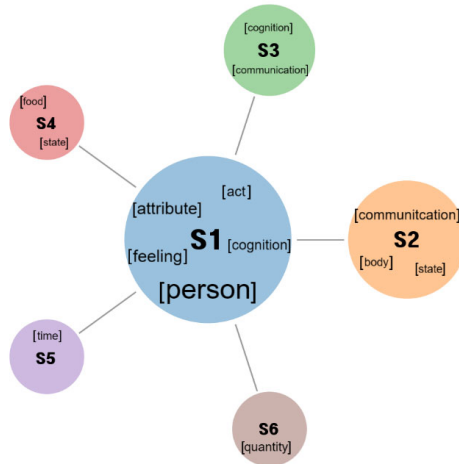 [cognition]
S3
[communication]
[food]
S4
[state]
[act]
[attribute]
S1 [cognition]
[feeling]
[person]
[communitcation]
S2
[body]
[state]
[time]
S5
S6
[quantity]